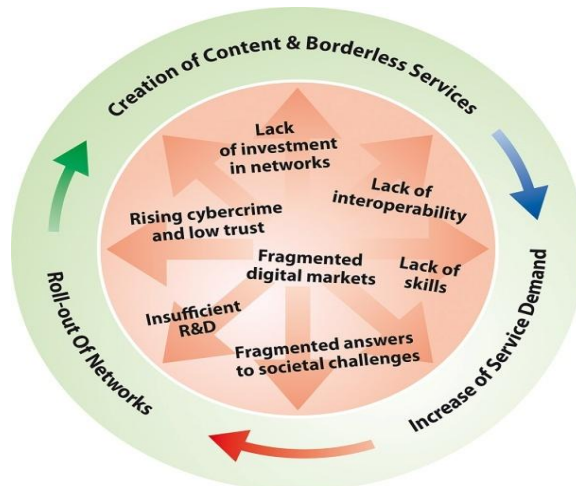 Creation of Content & Borderless Services
Lack
of investment
in networks
Lack of
interoperability
Rising cybercrime
and low trust
Fragmented
digital markets
Lack of
skills
Insufficient
R&D
Fragmented answers
to societal challenges
Roll-out Of Networks
Increase of Service Demand